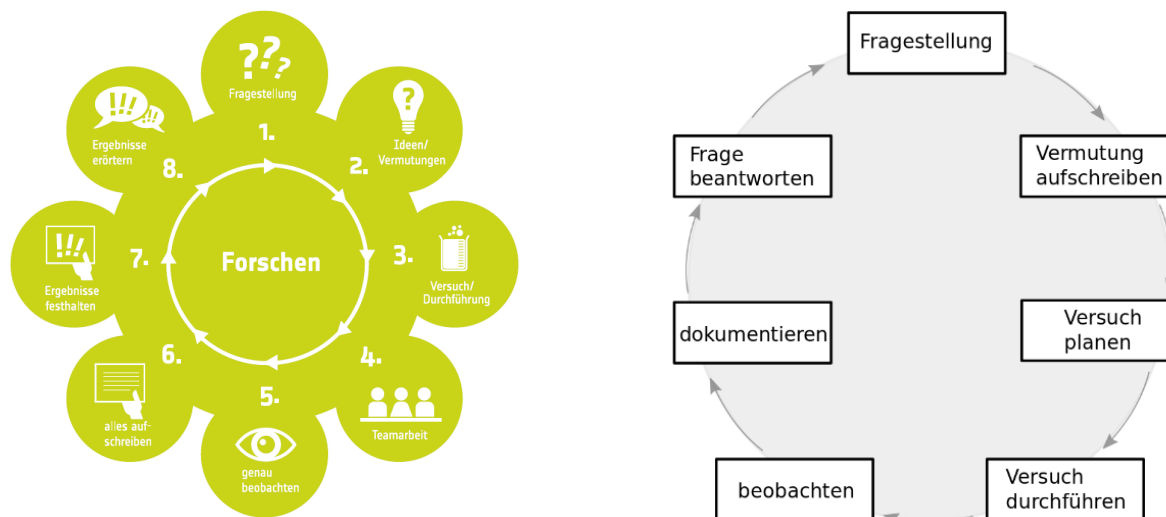 ???
Fragestellung
1.
?
Ideen/
Vermutungen
2.
3.
Versuch/
Durchführung
4.
Teamarbeit
5.
genau
beobachten
6.
alles auf-
schreiben
7.
!!!
Ergebnisse
festhalten
8.
!!! !!!
Ergebnisse
erörtern
Forschen
Fragestellung
Vermutung
aufschreiben
Versuch
planen
Versuch
durchführen
beobachten
dokumentieren
Frage
beantworten